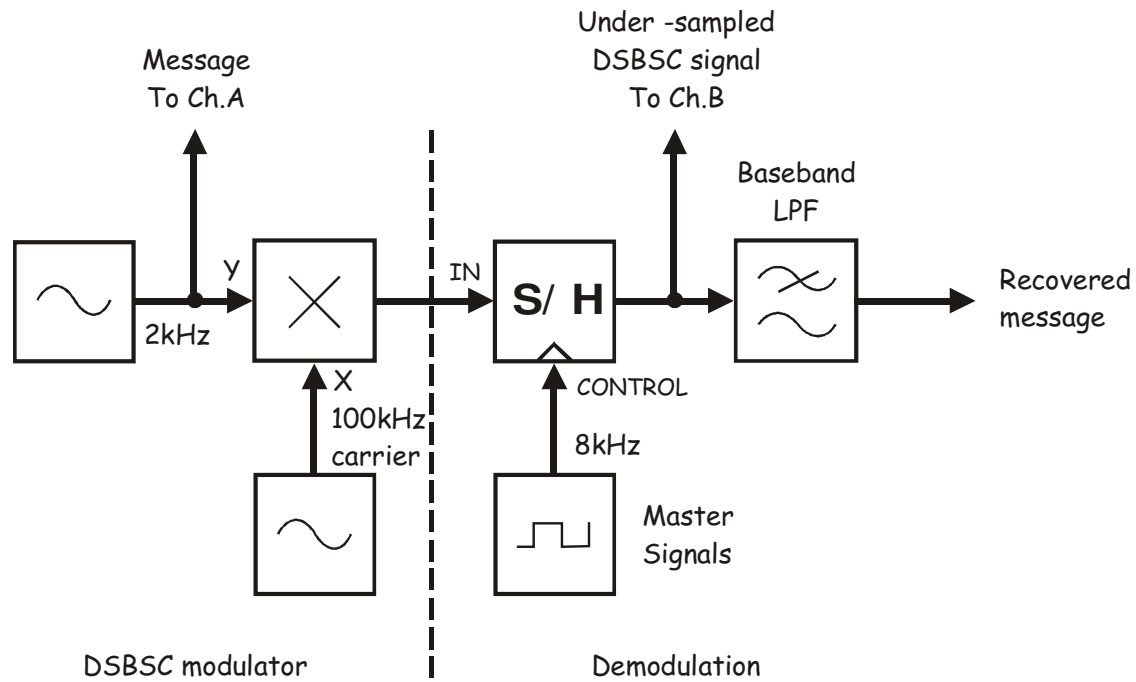 Under -sampled
DSBSC signal
To Ch.B
Message
To Ch.A
Baseband
LPF
Y
IN
S/ H
2kHz
Recovered
message
X
100kHz
carrier
CONTROL
8kHz
Master
Signals
DSBSC modulator
Demodulation